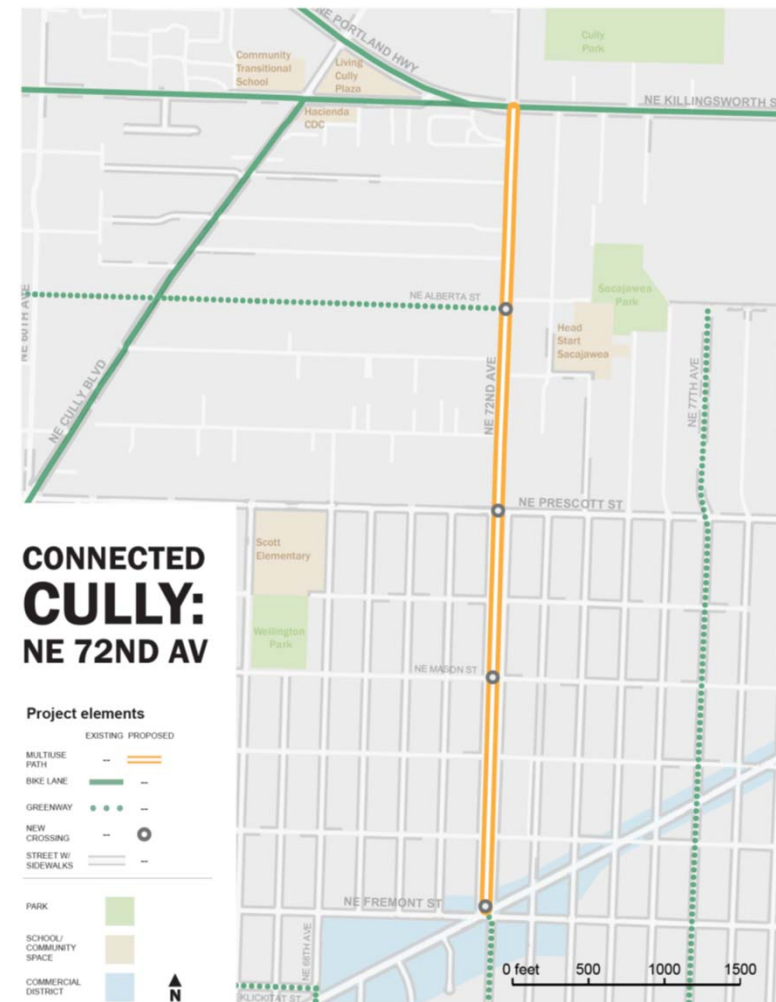 NE PORTLAND HWY
Cully
Park
Community
Transitional
School
Living
Cully
Plaza
NE KILLINGSWORTH S
Hacienda
CDC
NE 60TH AVE
NE ALBERTA ST
Sacajawea
Park
Head
Start
Sacajawea
NE CULLY BLVD
NE 72ND AVE
NE 77TH AVE
NE PRESCOTT ST
Scott
Elementary
Wellington
Park
NE MASON ST
CONNECTED
CULLY:
NE 72ND AV
Project elements
EXISTING PROPOSED
MULTIUSE
PATH
--
BIKE LANE
--
GREENWAY
--
NEW
CROSSING
--
STREET W/
SIDEWALKS
--
PARK
SCHOOL/
COMMUNITY
SPACE
COMMERCIAL
DISTRICT
N
NE FREMONT ST
NE 66TH AVE
KLICKITAT ST
0 feet 500 1000 1500